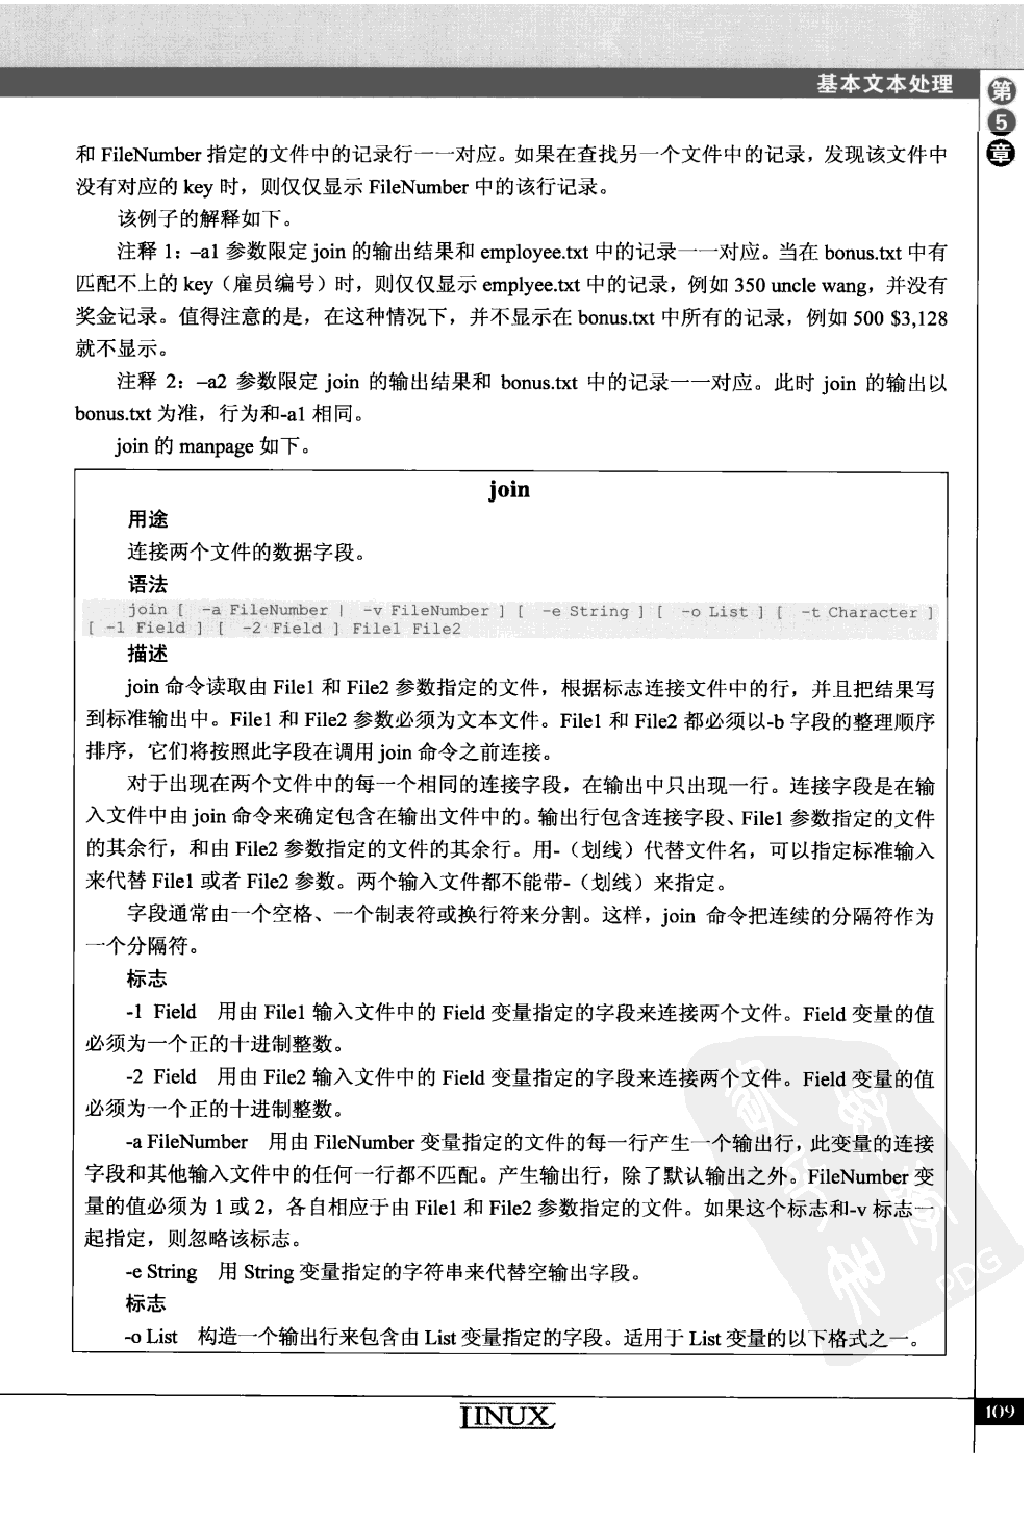 基本文本处理
第
5
章
和 FileNumber 指定的文件中的记录行一一对应。如果在查找另一个文件中的记录，发现该文件中
没有对应的 key 时，则仅仅显示 FileNumber 中的该行记录。
该例子的解释如下。
注释 1：–a1 参数限定 join 的输出结果和 employee.txt 中的记录一一对应。当在 bonus.txt 中有
匹配不上的 key（雇员编号）时，则仅仅显示 emplyee.txt 中的记录，例如 350 uncle wang，并没有
奖金记录。值得注意的是，在这种情况下，并不显示在 bonus.txt 中所有的记录，例如 500 $3,128
就不显示。
注释 2：–a2 参数限定 join 的输出结果和 bonus.txt 中的记录一一对应。此时 join 的输出以
bonus.txt 为准，行为和-a1 相同。
join 的 manpage 如下。
join
用途
连接两个文件的数据字段。
语法
join [ -a FileNumber | -v FileNumber ] [ -e String ] [ -o List ] [ -t Character ]
[ -1 Field ] [ -2 Field ] File1 File2
描述
join 命令读取由 File1 和 File2 参数指定的文件，根据标志连接文件中的行，并且把结果写
到标准输出中。File1 和 File2 参数必须为文本文件。File1 和 File2 都必须以-b 字段的整理顺序
排序，它们将按照此字段在调用 join 命令之前连接。
对于出现在两个文件中的每一个相同的连接字段，在输出中只出现一行。连接字段是在输
入文件中由 join 命令来确定包含在输出文件中的。输出行包含连接字段、File1 参数指定的文件
的其余行，和由 File2 参数指定的文件的其余行。用-（划线）代替文件名，可以指定标准输入
来代替 File1 或者 File2 参数。两个输入文件都不能带-（划线）来指定。
字段通常由一个空格、一个制表符或换行符来分割。这样，join 命令把连续的分隔符作为
一个分隔符。
标志
-1 Field 用由 File1 输入文件中的 Field 变量指定的字段来连接两个文件。Field 变量的值
必须为一个正的十进制整数。
-2 Field 用由 File2 输入文件中的 Field 变量指定的字段来连接两个文件。Field 变量的值
必须为一个正的十进制整数。
-a FileNumber 用由 FileNumber 变量指定的文件的每一行产生一个输出行，此变量的连接
字段和其他输入文件中的任何一行都不匹配。产生输出行，除了默认输出之外。FileNumber 变
量的值必须为 1 或 2，各自相应于由 File1 和 File2 参数指定的文件。如果这个标志和-v 标志一
起指定，则忽略该标志。
-e String 用 String 变量指定的字符串来代替空输出字段。
标志
-o List 构造一个输出行来包含由 List 变量指定的字段。适用于 List 变量的以下格式之一。
PDG
LINUX
109